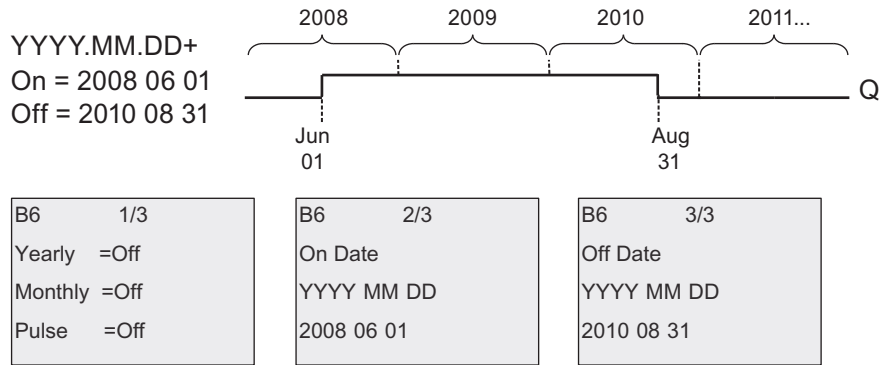 2008 2009 2010 2011...
YYYY.MM.DD+
On = 2008 06 01
Off = 2010 08 31
Q
Jun
01
Aug
31
B6 1/3
Yearly =Off
Monthly =Off
Pulse =Off
B6 2/3
On Date
YYYY MM DD
2008 06 01
B6 3/3
Off Date
YYYY MM DD
2010 08 31